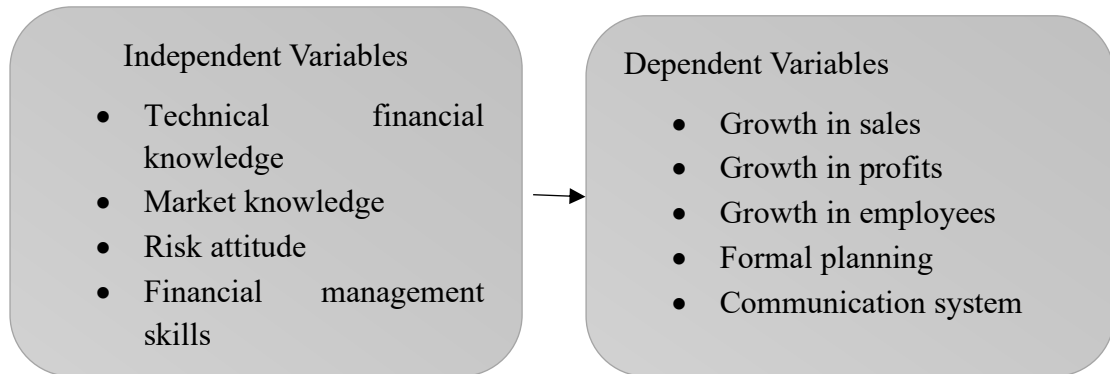 Independent Variables
• Technical financial
knowledge
• Market knowledge
• Risk attitude
• Financial management
skills
Dependent Variables
• Growth in sales
• Growth in profits
• Growth in employees
• Formal planning
• Communication system